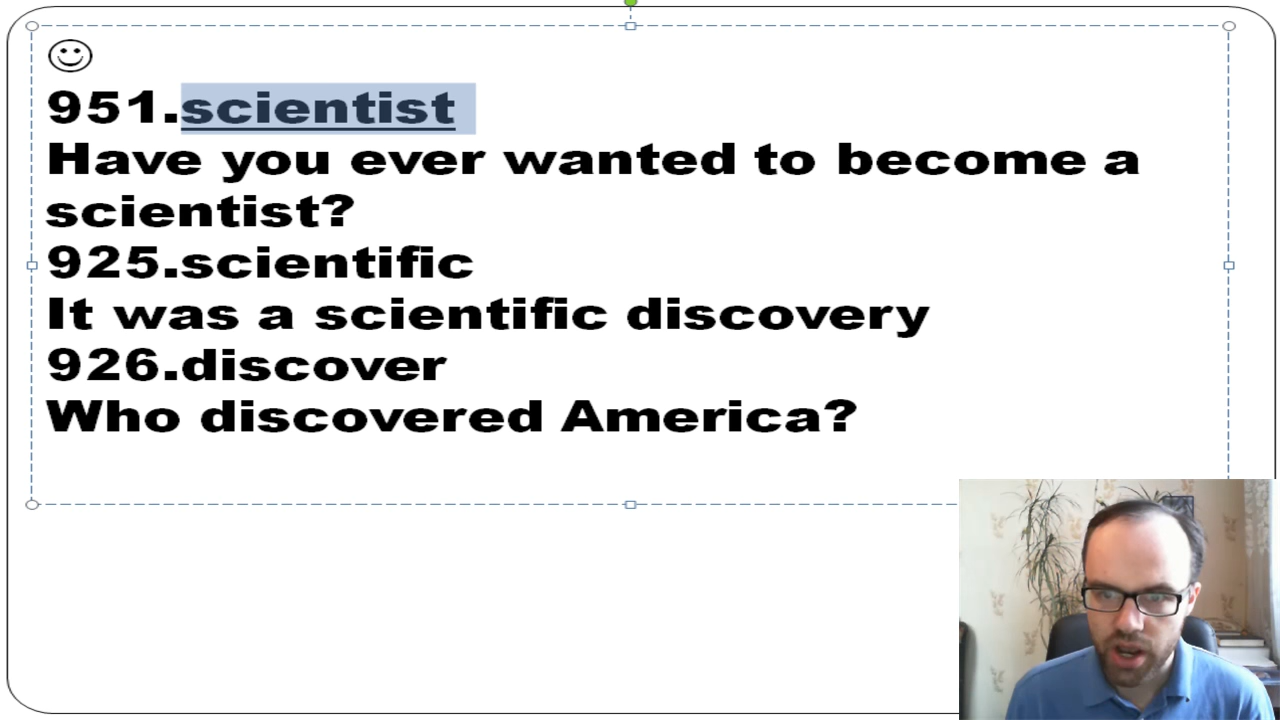 951.scientist
Have you ever wanted to become a
scientist?
925.scientific
It was a scientific discovery
926.discover
Who discovered America?